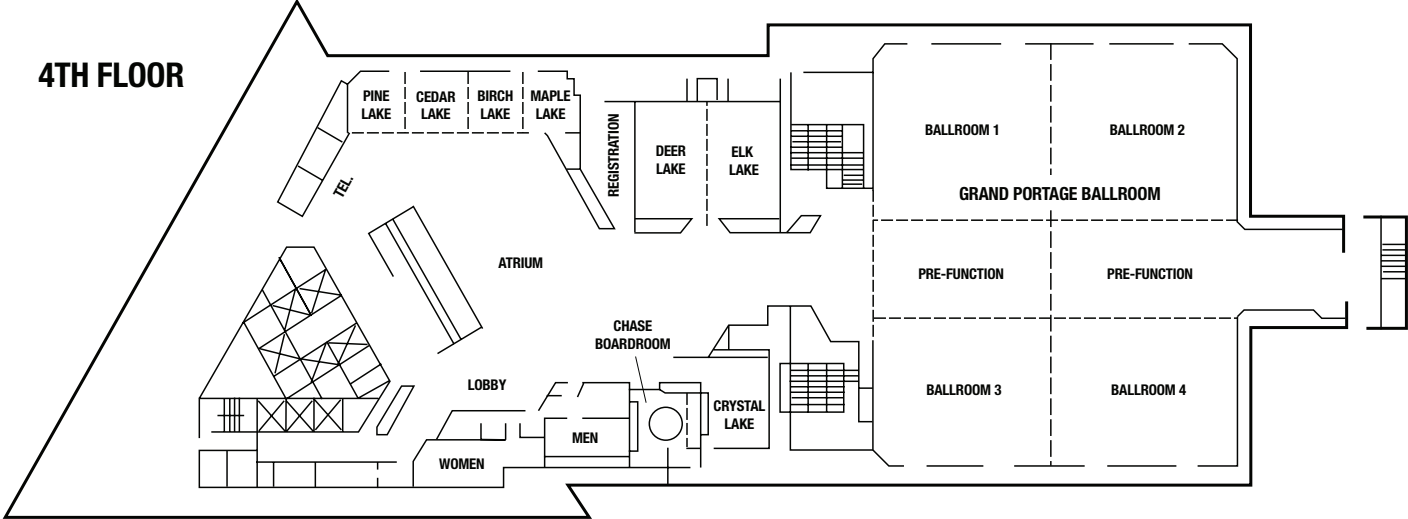 4TH FLOOR
PINE
LAKE
CEDAR
LAKE
BIRCH
LAKE
MAPLE
LAKE
REGISTRATION
DEER
LAKE
ELK
LAKE
BALLROOM 1
BALLROOM 2
TEL.
GRAND PORTAGE BALLROOM
ATRIUM
PRE-FUNCTION
PRE-FUNCTION
CHASE
BOARDROOM
LOBBY
BALLROOM 3
BALLROOM 4
CRYSTAL
LAKE
MEN
WOMEN